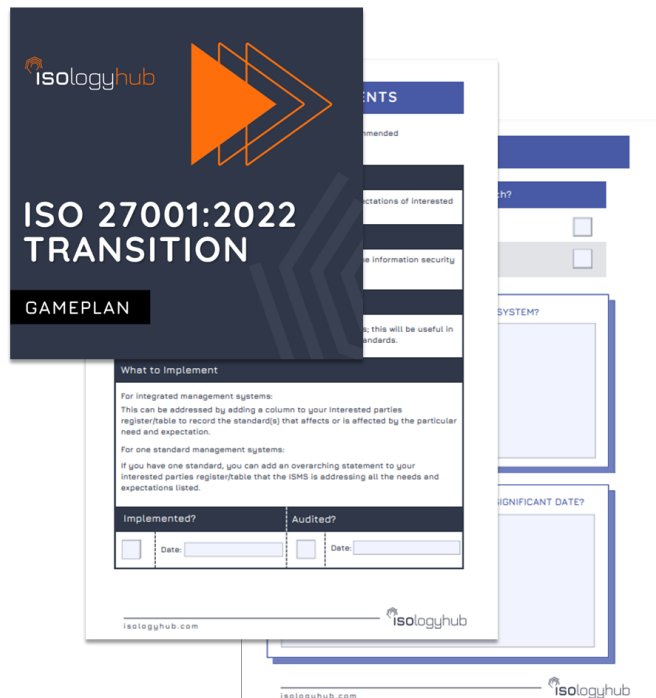 isologyhub
ISO 27001:2022
TRANSITION
GAMEPLAN
of interested
information security
this will be useful in
What to Implement
For integrated management systems:
This can be addressed by adding a column to your Interested parties
register/table to record the standard(s) that affects or is affected by the particular
need and expectation.
For one standard management systems:
If you have one standard, you can add an overarching statement to your
interested parties register/table that the ISMS is addressing all the needs and
expectations listed.
Implemented?
Audited?
Date:
Date:
isologyhub.com
isologyhub
SYSTEM?
SIGNIFICANT DATE?
isologyhub.com
isologyhub